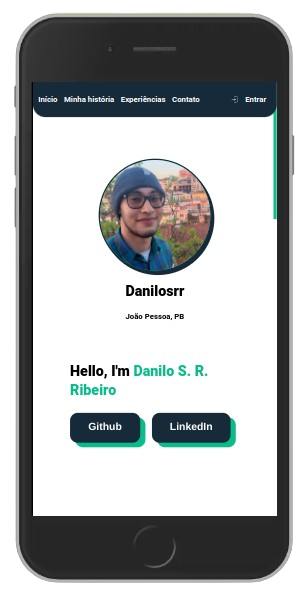 Início Minha história Experiências Contato Entrar
Danilosrr
João Pessoa, PB
Hello, I'm Danilo S. R.
Ribeiro
Github LinkedIn